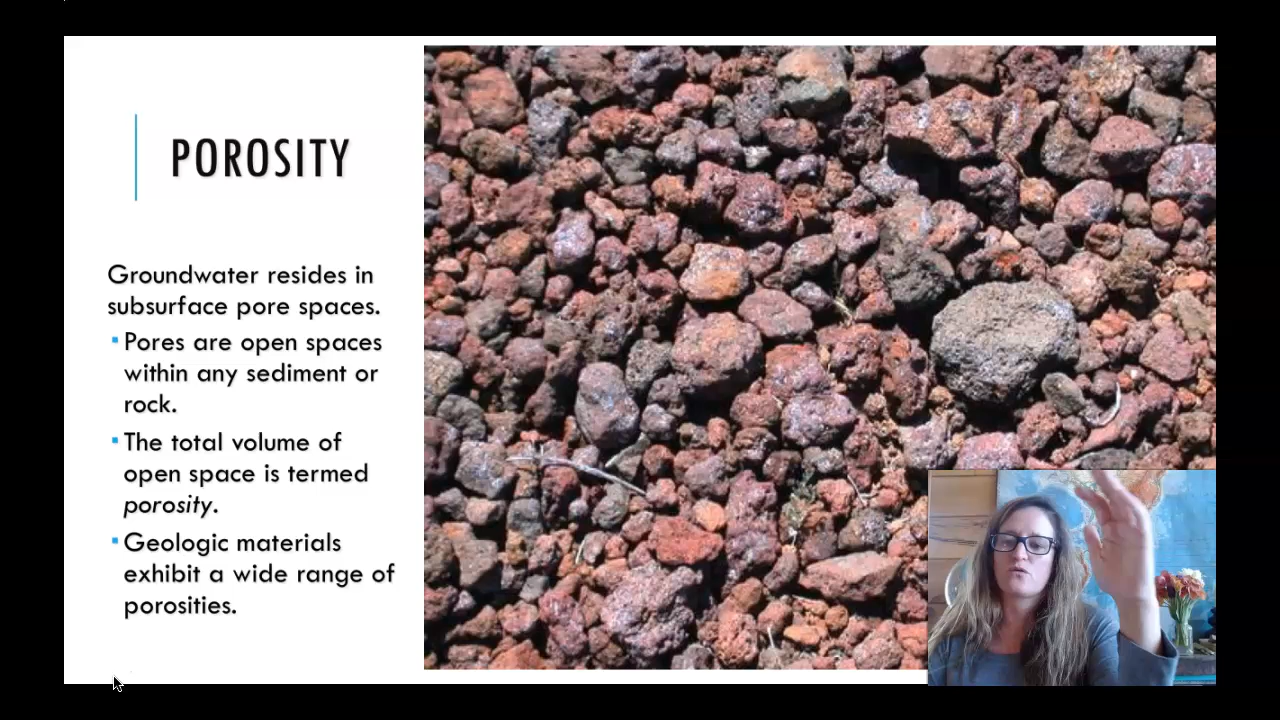 POROSITY
Groundwater resides in
subsurface pore spaces.
Pores are open spaces
within any sediment or
rock.
The total volume of
open space is termed
porosity.
Geologic materials
exhibit a wide range of
porosities.